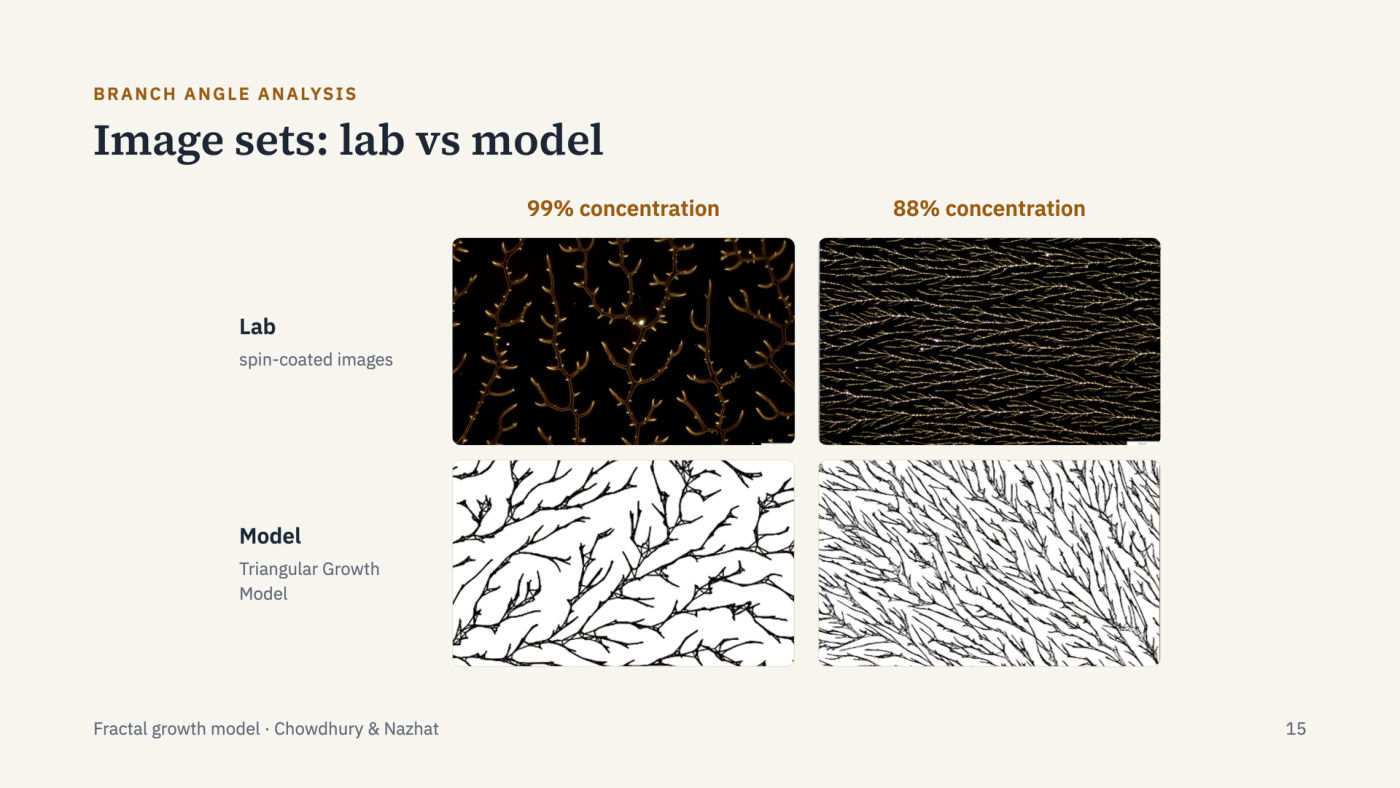 BRANCH ANGLE ANALYSIS
Image sets: lab vs model
99% concentration
88% concentration
Lab
spin-coated images
Model
Triangular Growth
Model
Fractal growth model · Chowdhury & Nazhat
15